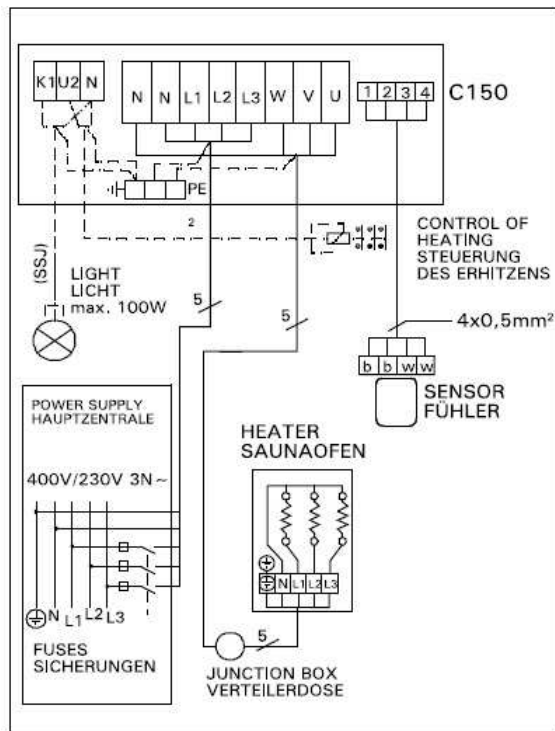 K1 U2 N
N N L1 L2 L3 W V U
1 2 3 4
C150
PE
2
(SSJ)
LIGHT
LICHT
max. 100W
CONTROL OF
HEATING
STEUERUNG
DES ERHITZENS
5
5
4x0,5mm²
b b w w
SENSOR
FÜHLER
POWER SUPPLY
HAUPTZENTRALE
400V/230V 3N~
N L1 L2 L3
FUSES
SICHERUNGEN
HEATER
SAUNAOFEN
N L1 L2 L3
5
JUNCTION BOX
VERTEILERDOSE